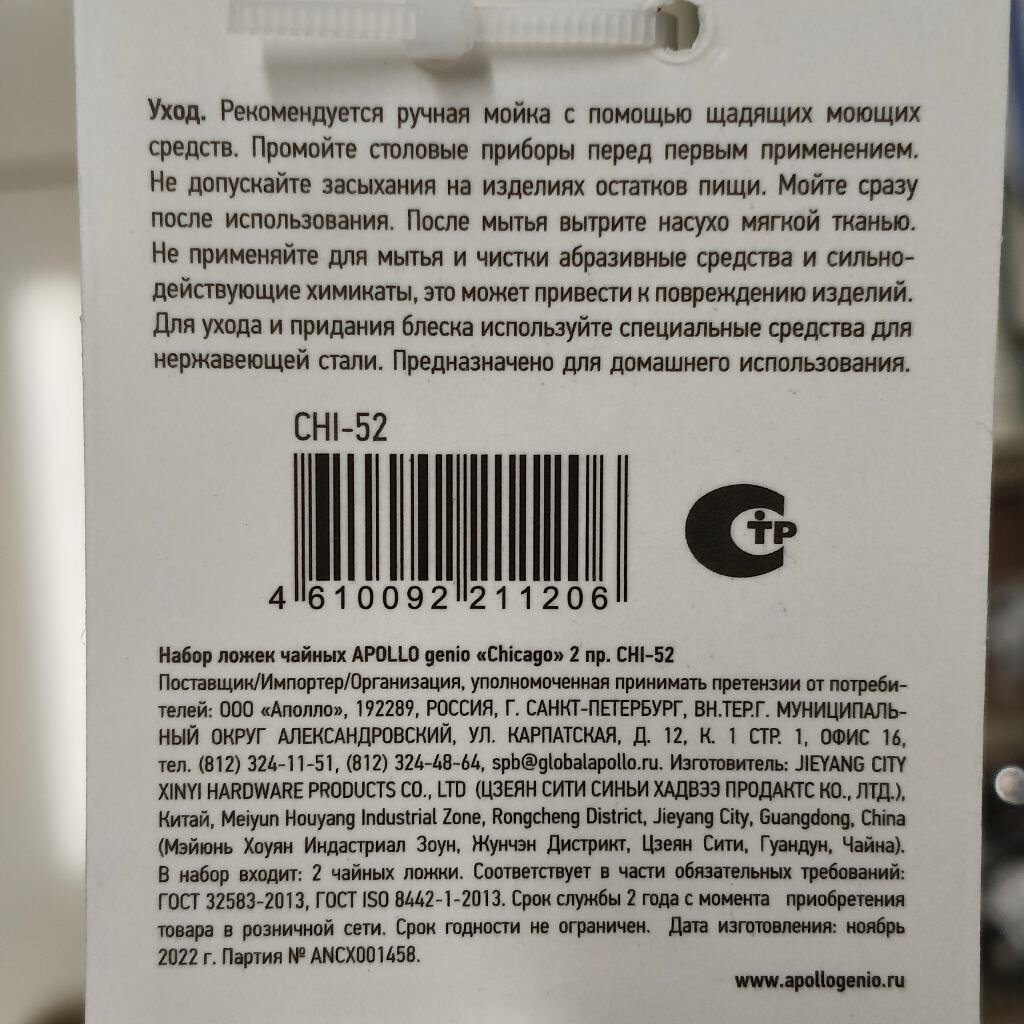 Уход. Рекомендуется ручная мойка с помощью щадящих моющих
средств. Промойте столовые приборы перед первым применением.
Не допускайте засыхания на изделиях остатков пищи. Мойте сразу
после использования. После мытья вытрите насухо мягкой тканью.
Не применяйте для мытья и чистки абразивные средства и сильно-
действующие химикаты, это может привести к повреждению изделий.
Для ухода и придания блеска используйте специальные средства для
нержавеющей стали. Предназначено для домашнего использования.
CHI-52
4 610092 211206
СТР
Набор ложек чайных APOLLO genio «Chicago» 2 пр. CHI-52
Поставщик/Импортер/Организация, уполномоченная принимать претензии от потреби-
телей: ООО «Аполло», 192289, РОССИЯ, Г. САНКТ-ПЕТЕРБУРГ, ВН.ТЕР.Г. МУНИЦИПАЛЬ-
НЫЙ ОКРУГ АЛЕКСАНДРОВСКИЙ, УЛ. КАРПАТСКАЯ, Д. 12, К. 1 СТР. 1, ОФИС 16,
тел. (812) 324-11-51, (812) 324-48-64, spb@globalapollo.ru. Изготовитель: JIEYANG CITY
XINYI HARDWARE PRODUCTS CO., LTD (ЦЗЕЯН СИТИ СИНЬИ ХАДВЭЭ ПРОДАКТС КО., ЛТД.),
Китай, Meiyun Houyang Industrial Zone, Rongcheng District, Jieyang City, Guangdong, China
(Мэйюнь Хоуян Индастриал Зоун, Жунчэн Дистрикт, Цзеян Сити, Гуандун, Чайна).
В набор входит: 2 чайных ложки. Соответствует в части обязательных требований:
ГОСТ 32583-2013, ГОСТ ISO 8442-1-2013. Срок службы 2 года с момента приобретения
товара в розничной сети. Срок годности не ограничен. Дата изготовления: ноябрь
2022 г. Партия № ANCX001458.
www.apollogenio.ru